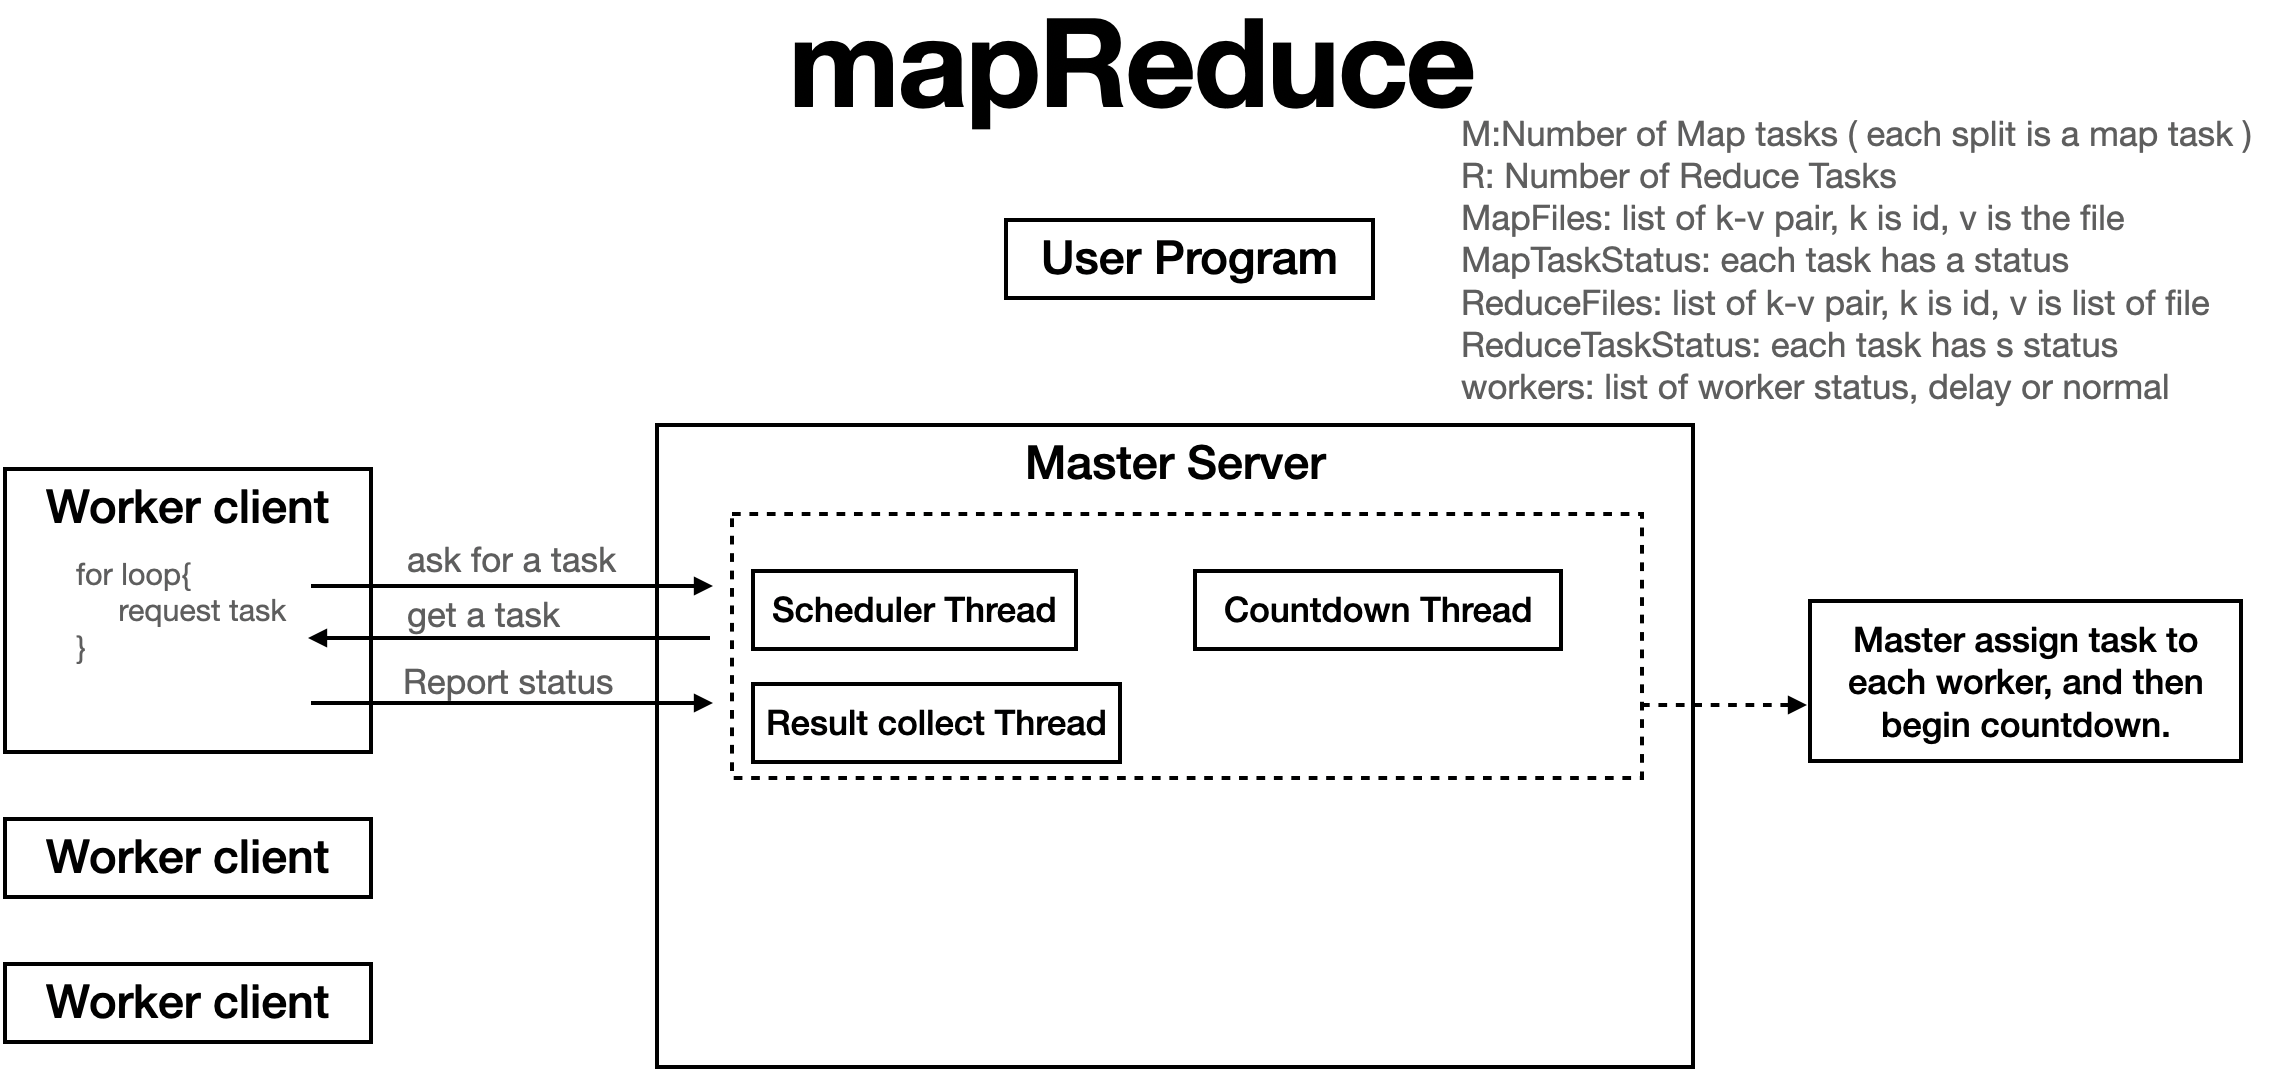 mapReduce
M:Number of Map tasks ( each split is a map task )
R: Number of Reduce Tasks
MapFiles: list of k-v pair, k is id, v is the file
MapTaskStatus: each task has a status
ReduceFiles: list of k-v pair, k is id, v is list of file
ReduceTaskStatus: each task has s status
workers: list of worker status, delay or normal
User Program
Master Server
Worker client
for loop{
request task
}
ask for a task
get a task
Report status
Scheduler Thread
Countdown Thread
Result collect Thread
Master assign task to
each worker, and then
begin countdown.
Worker client
Worker client